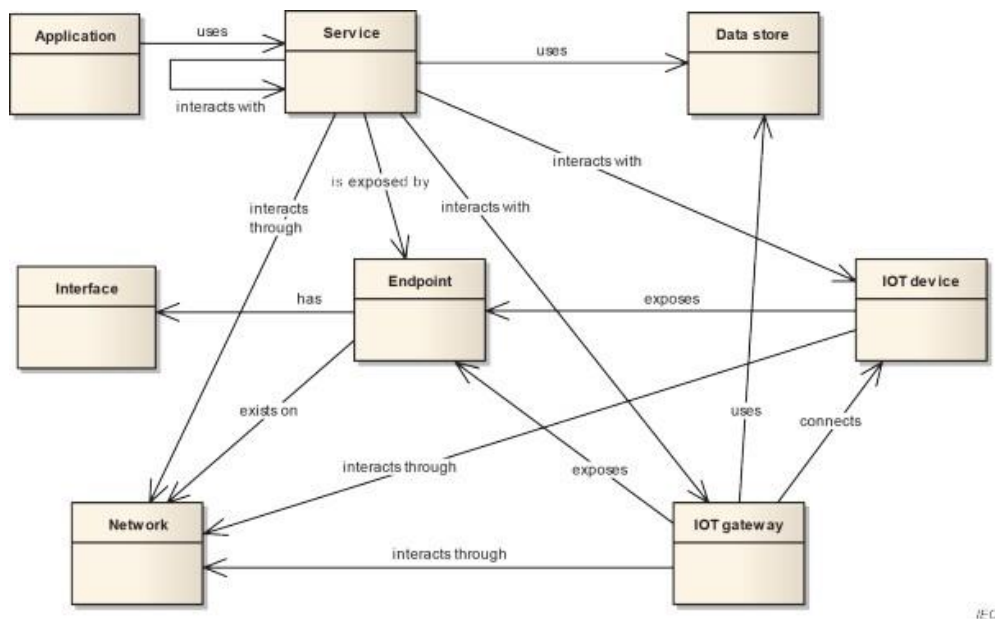 Application
uses
Service
interacts with
uses
Data store
interacts with
is exposed by
interacts with
interacts
through
Interface
has
Endpoint
exposes
IOT device
exists on
uses
connects
interacts through
exposes
Network
interacts through
IOT gateway
IEC